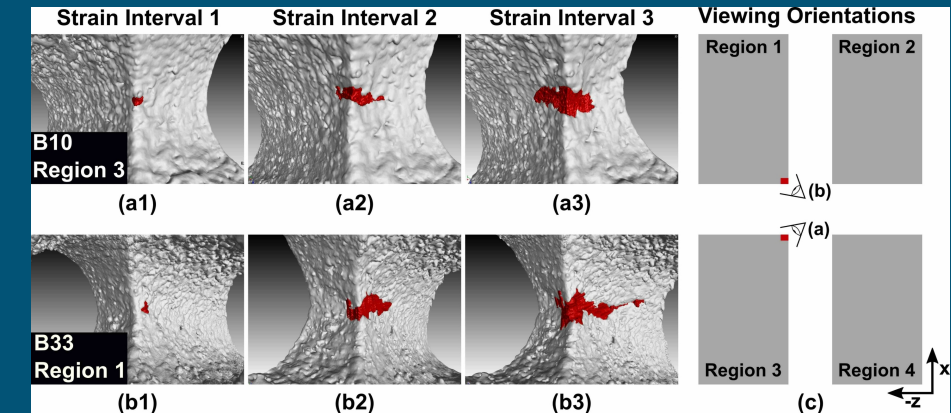 Strain Interval 1 Strain Interval 2 Strain Interval 3 Viewing Orientations
B10
Region 3
(a1) (a2) (a3)
B33
Region 1
(b1) (b2) (b3)
Region 1 Region 2
(b)
(a)
Region 3 Region 4
x
-z
(c)